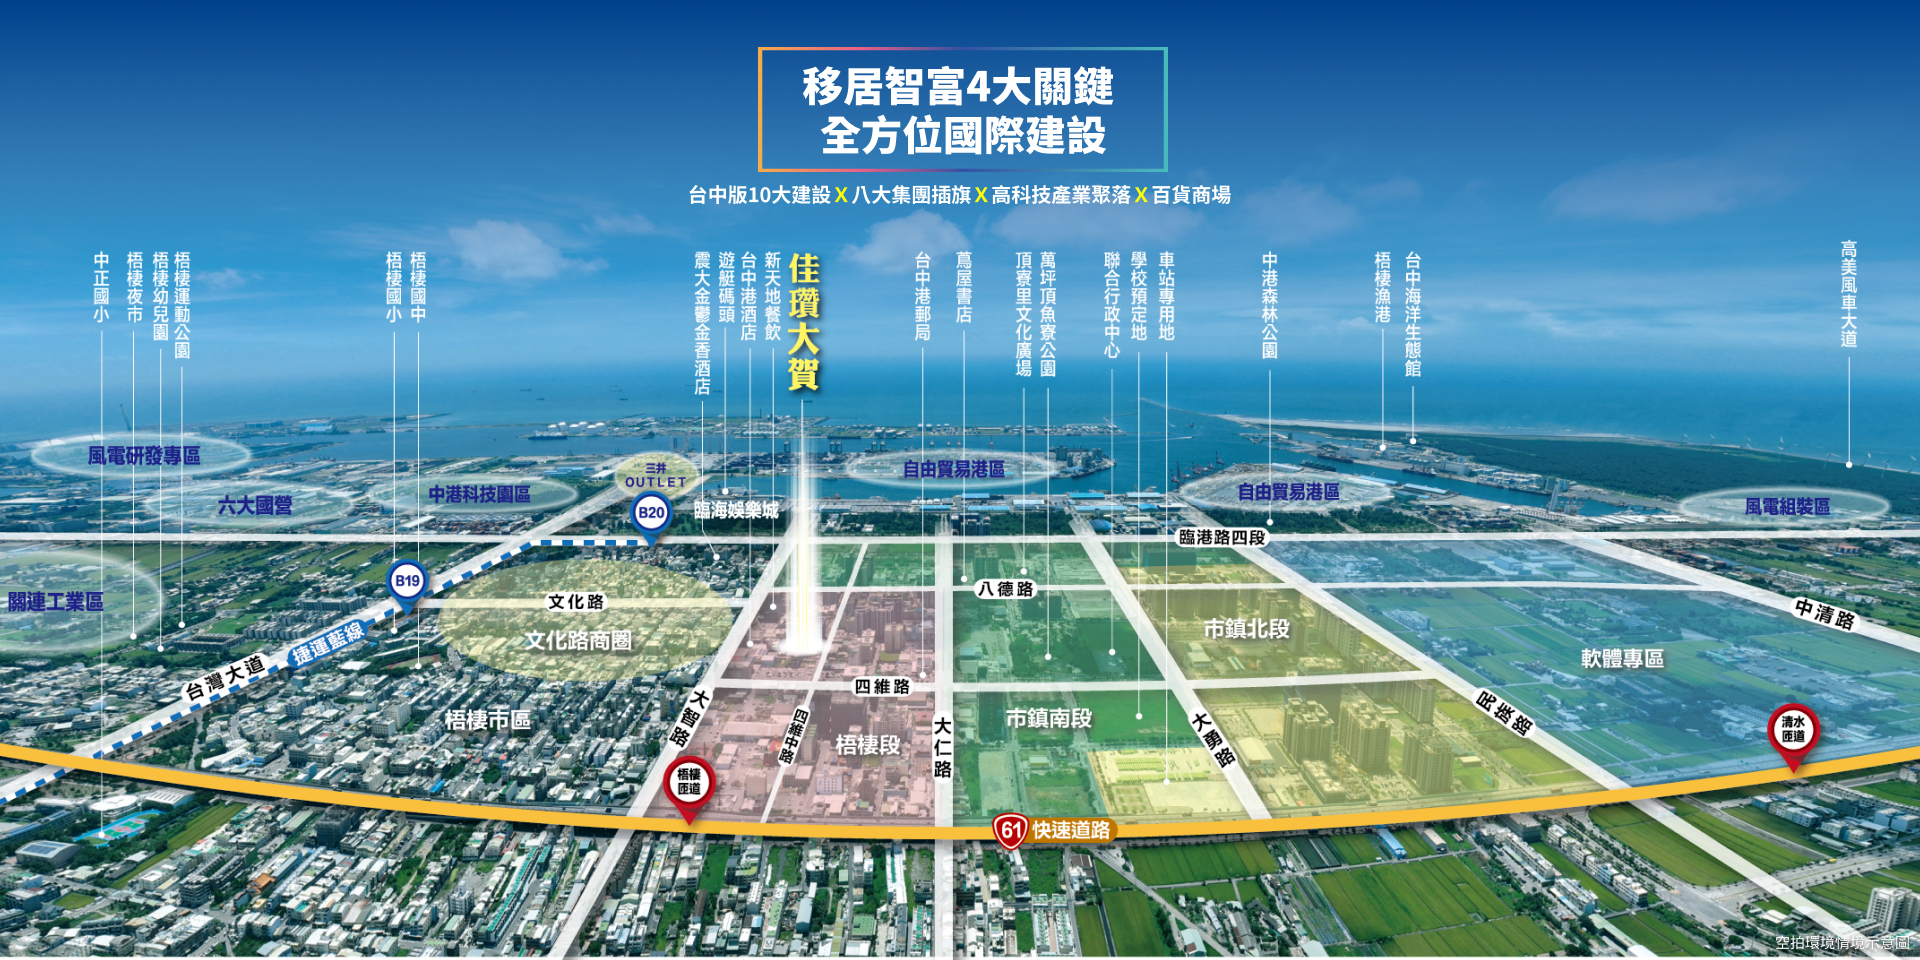 移居智富4大關鍵
全方位國際建設
台中版10大建設X八大集團插旗X高科技產業聚落X百貨商場
中正國小
梧棲夜市
梧棲幼兒園
梧棲運動公園
梧棲國小
梧棲國中
震大金鬱金香酒店
遊艇碼頭
台中港酒店
新天地餐飲
佳瓚大賀
台中港郵局
蔦屋書店
頂寮里文化廣場
萬坪頂魚寮公園
聯合行政中心
學校預定地
車站專用地
中港森林公園
梧棲漁港
台中海洋生態館
高美風車大道
風電研發專區
六大國營
中港科技園區
三井
OUTLET
B20
臨海娛樂城
自由貿易港區
自由貿易港區
風電組裝區
臨港路四段
關連工業區
B19
文化路
八德路
中清路
文化路商圈
市鎮北段
捷運藍線
台灣大道
軟體專區
四維路
梧棲市區
大智路
四維中路
梧棲段
大仁路
市鎮南段
大勇路
民族路
清水
匝道
梧棲
匝道
61
快速道路
空拍環境情境示意圖